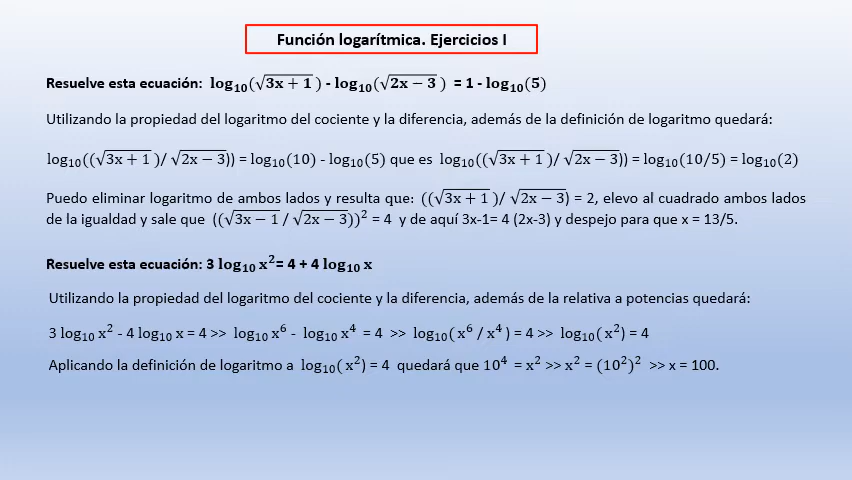 Función logarítmica. Ejercicios I
Resuelve esta ecuación: log₁₀(√3x + 1 ) - log₁₀(√2x − 3 ) = 1 - log₁₀(5)
Utilizando la propiedad del logaritmo del cociente y la diferencia, además de la definición de logaritmo quedará:
log₁₀((√3x + 1 )/ √2x − 3)) = log₁₀(10) - log₁₀(5) que es log₁₀((√3x + 1 )/ √2x − 3)) = log₁₀(10/5) = log₁₀(2)
Puedo eliminar logaritmo de ambos lados y resulta que: ((√3x + 1 )/ √2x − 3) = 2, elevo al cuadrado ambos lados
de la igualdad y sale que ((√3x − 1 / √2x − 3))² = 4 y de aquí 3x-1= 4 (2x-3) y despejo para que x = 13/5.
Resuelve esta ecuación: 3 log₁₀ x²= 4 + 4 log₁₀ x
Utilizando la propiedad del logaritmo del cociente y la diferencia, además de la relativa a potencias quedará:
3 log₁₀ x² - 4 log₁₀ x = 4 >> log₁₀ x⁶ - log₁₀ x⁴ = 4 >> log₁₀( x⁶ / x⁴ ) = 4 >> log₁₀( x²) = 4
Aplicando la definición de logaritmo a log₁₀( x²) = 4 quedará que 10⁴ = x² >> x² = (10²)² >> x = 100.